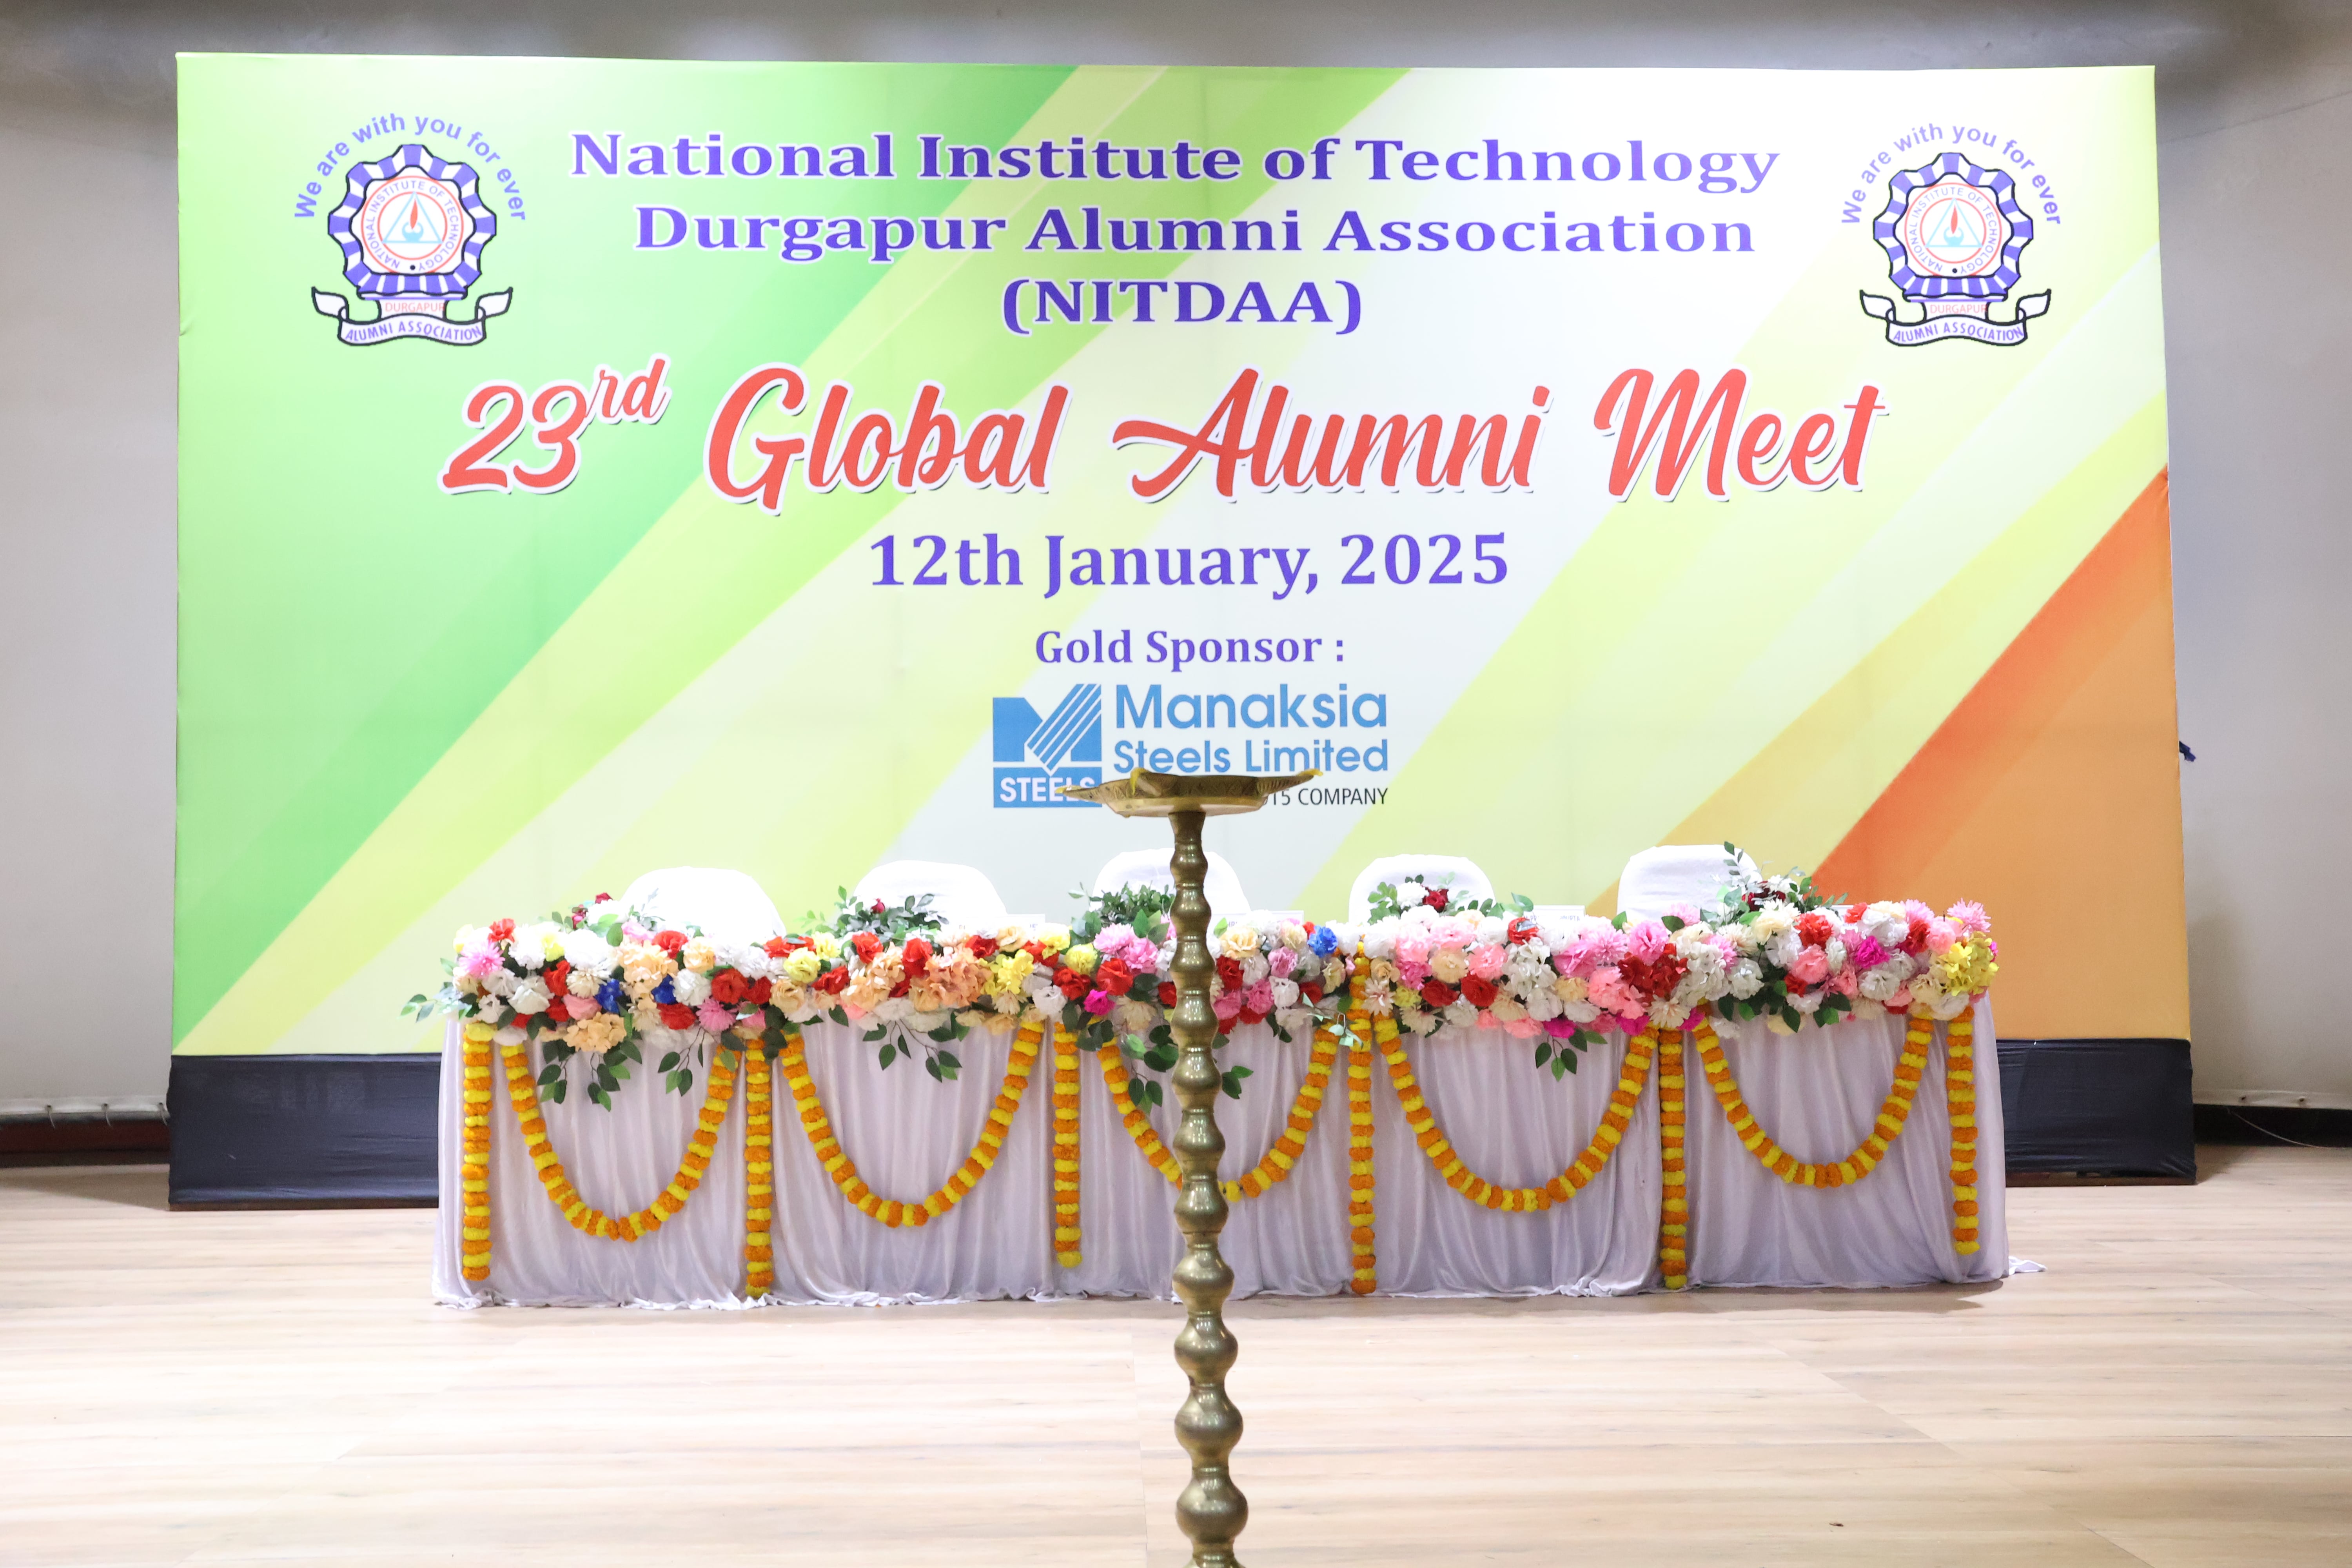 We are with you for ever
NATIONAL INSTITUTE OF TECHNOLOGY
DURGAPUR
ALUMNI ASSOCIATION
National Institute of Technology
Durgapur Alumni Association
(NITDAA)
We are with you for ever
NATIONAL INSTITUTE OF TECHNOLOGY
DURGAPUR
ALUMNI ASSOCIATION
23rd Global Alumni Meet
12th January, 2025
Gold Sponsor :
Manaksia
Steels Limited
STEELS
COMPANY